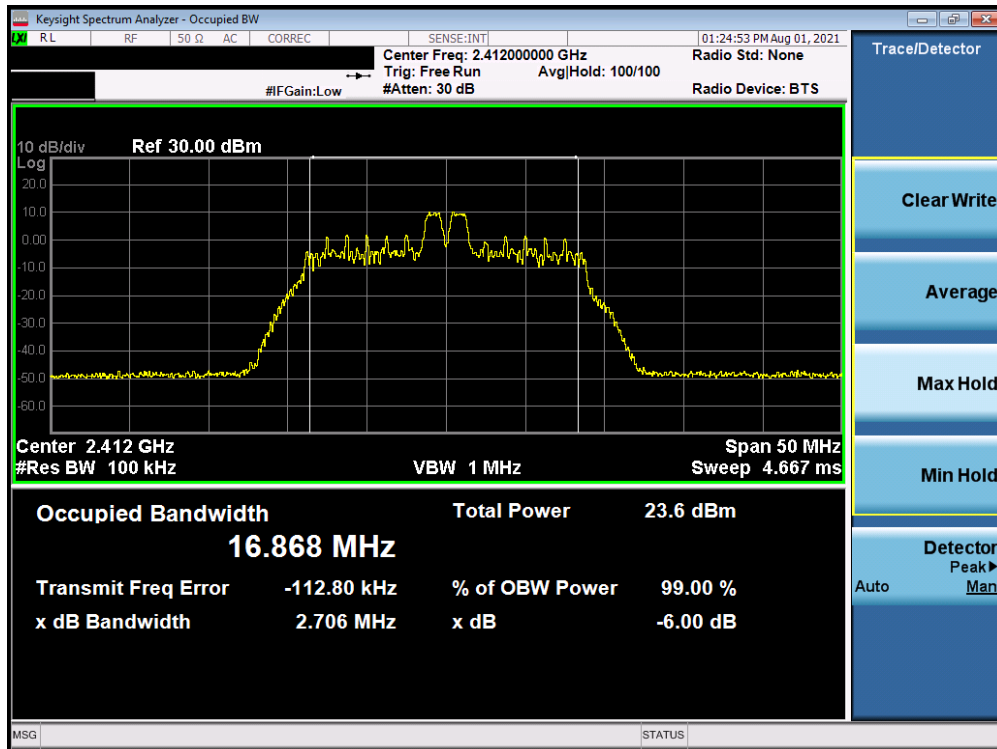 Keysight Spectrum Analyzer - Occupied BW
LXI RL RF 50 Ω AC CORREC SENSE:INT 01:24:53 PM Aug 01, 2021
Center Freq: 2.412000000 GHz Radio Std: None
Trig: Free Run Avg|Hold: 100/100
#IFGain:Low #Atten: 30 dB Radio Device: BTS
10 dB/div Ref 30.00 dBm
Log
20.0
10.0
0.00
-10.0
-20.0
-30.0
-40.0
-50.0
-60.0
Center 2.412 GHz Span 50 MHz
#Res BW 100 kHz VBW 1 MHz Sweep 4.667 ms
Occupied Bandwidth Total Power 23.6 dBm
16.868 MHz
Transmit Freq Error -112.80 kHz % of OBW Power 99.00 %
x dB Bandwidth 2.706 MHz x dB -6.00 dB
MSG STATUS
Trace/Detector
Clear Write
Average
Max Hold
Min Hold
Detector
Peak▶
Auto Man